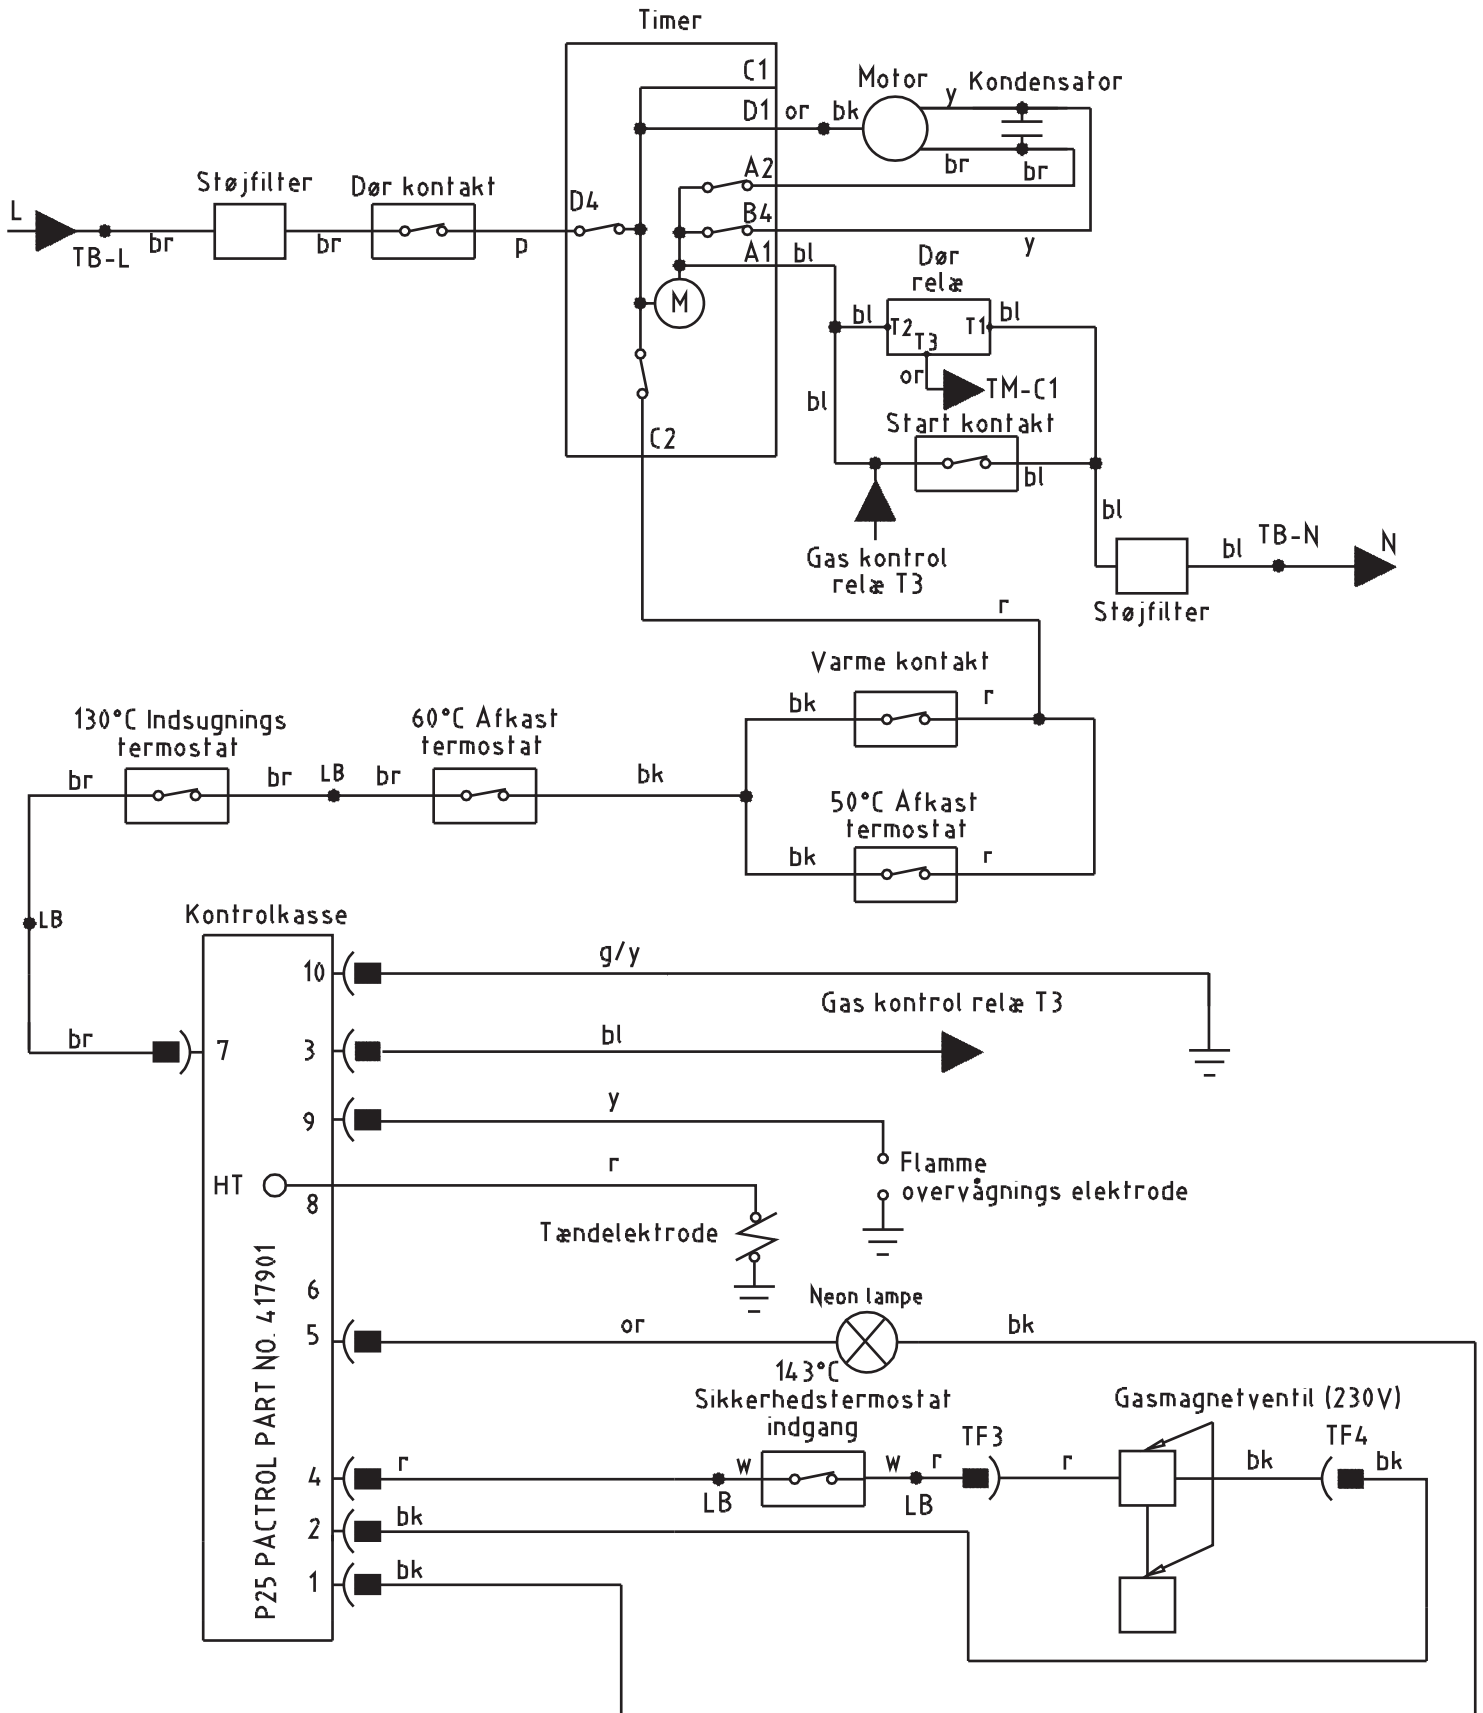 Timer
C1
Motor
Kondensator
y
D1
or
bk
br
br
A2
Støjfilter
Dør kontakt
D4
L
B4
TB-L
br
br
p
y
A1
bl
Dør
relæ
bl
T2
T3
T1
bl
M
or
TM-C1
bl
Start kontakt
C2
bl
bl
Gas kontrol
relæ T3
bl
TB-N
N
Støjfilter
r
Varme kontakt
bk
r
130°C Indsugnings
termostat
60°C Afkast
termostat
br
br
LB
br
bk
50°C Afkast
termostat
bk
r
LB
Kontrolkasse
10
g/y
Gas kontrol relæ T3
br
7
3
bl
9
y
Flamme
overvågnings elektrode
HT
r
8
Tændelektrode
6
Neon lampe
5
or
bk
143°C
Sikkerhedstermostat
indgang
Gasmagnetventil (230V)
TF3
TF4
4
r
w
w
r
r
bk
bk
LB
LB
2
bk
1
bk
P25 PACTROL PART NO. 417901